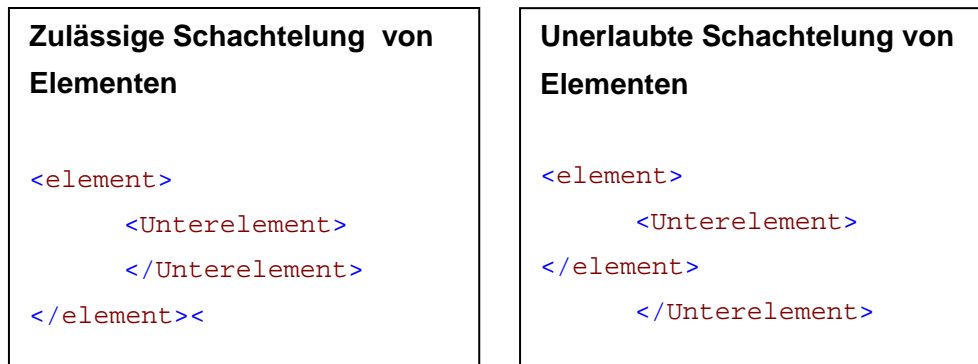 Zulässige Schachtelung  von
Elementen
<element>
<Unterelement>
</Unterelement>
</element><
Unerlaubte Schachtelung von
Elementen
<element>
<Unterelement>
</element>
</Unterelement>